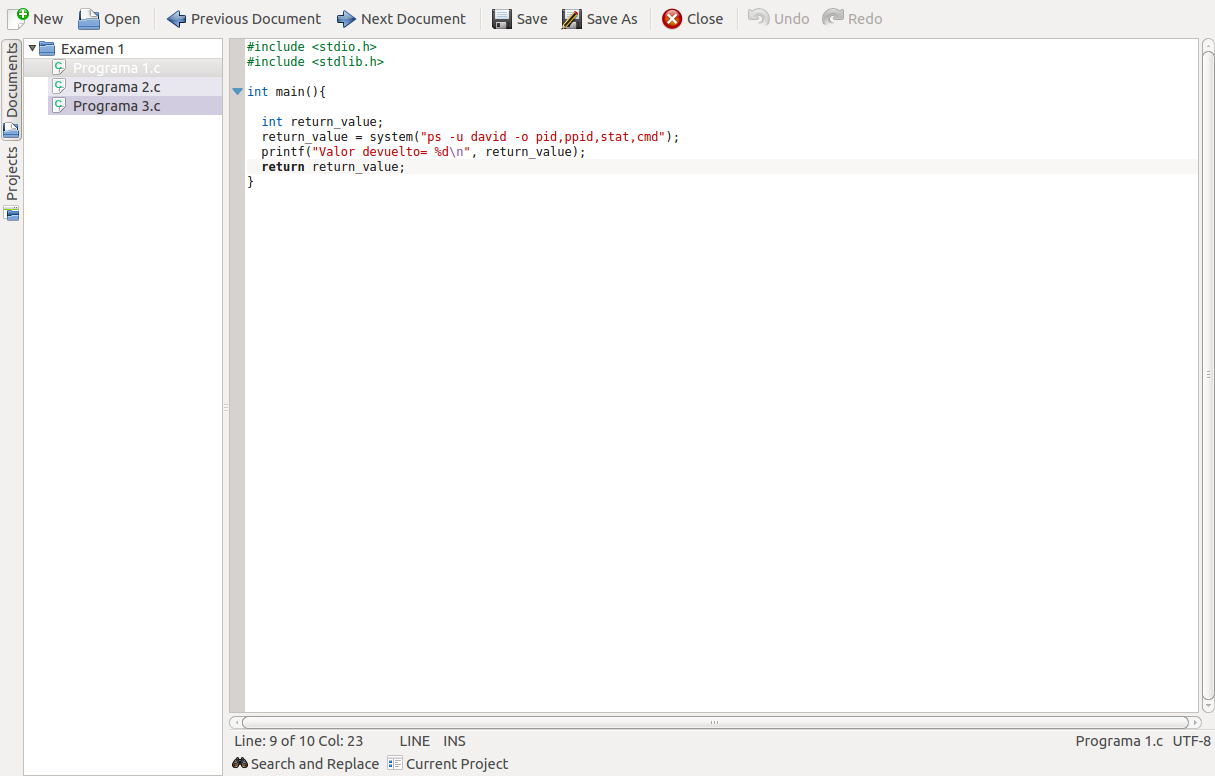 New Open Previous Document Next Document Save Save As Close Undo Redo
Documents
Projects
Examen 1
Programa 1.c
Programa 2.c
Programa 3.c
#include <stdio.h>
#include <stdlib.h>
int main(){
int return_value;
return_value = system("ps -u david -o pid,ppid,stat,cmd");
printf("Valor devuelto= %d\n", return_value);
return return_value;
}
Line: 9 of 10 Col: 23 LINE INS Programa 1.c UTF-8
Search and Replace Current Project